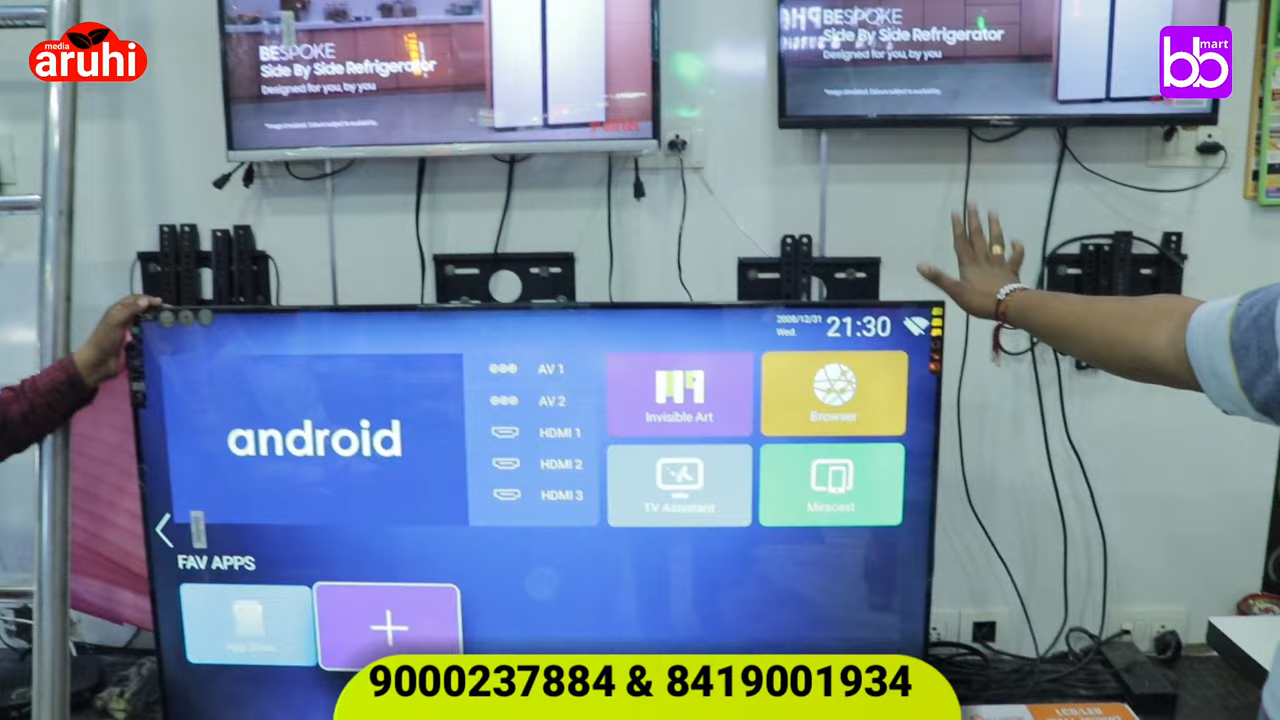 media
aruhi
bb mart
BESPOKE
Side By Side Refrigerator
Designed for you, by you
BESPOKE
Side By Side Refrigerator
Designed for you, by you
2008/12/31
Wed.
21:30
android
AV 1
AV 2
HDMI 1
HDMI 2
HDMI 3
Invisible Art
Browser
TV Assistant
Miracast
FAV APPS
9000237884 & 8419001934
LCD/LED